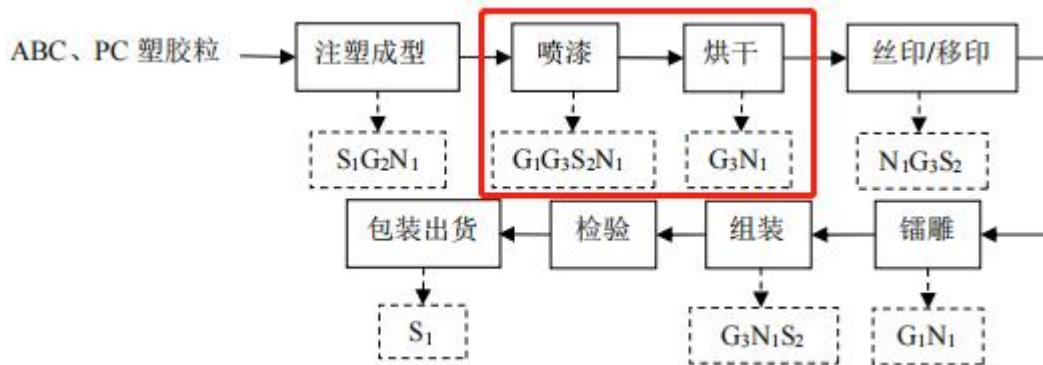 ABC、PC 塑胶粒 注塑成型 喷漆 烘干 丝印/移印
S₁G₂N₁ G₁G₃S₂N₁ G₃N₁ N₁G₃S₂
包装出货 检验 组装 镭雕
S₁ G₃N₁S₂ G₁N₁